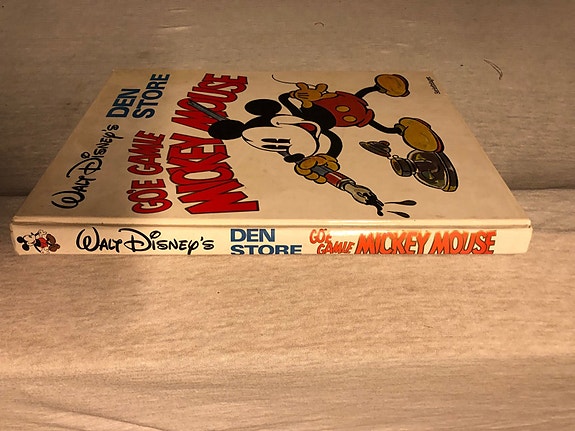 WALT DISNEY'S
DEN
STORE
GO'E GAMLE
MICKEY MOUSE
WALT DISNEY'S
DEN
STORE
GO'E
GAMLE
MICKEY MOUSE